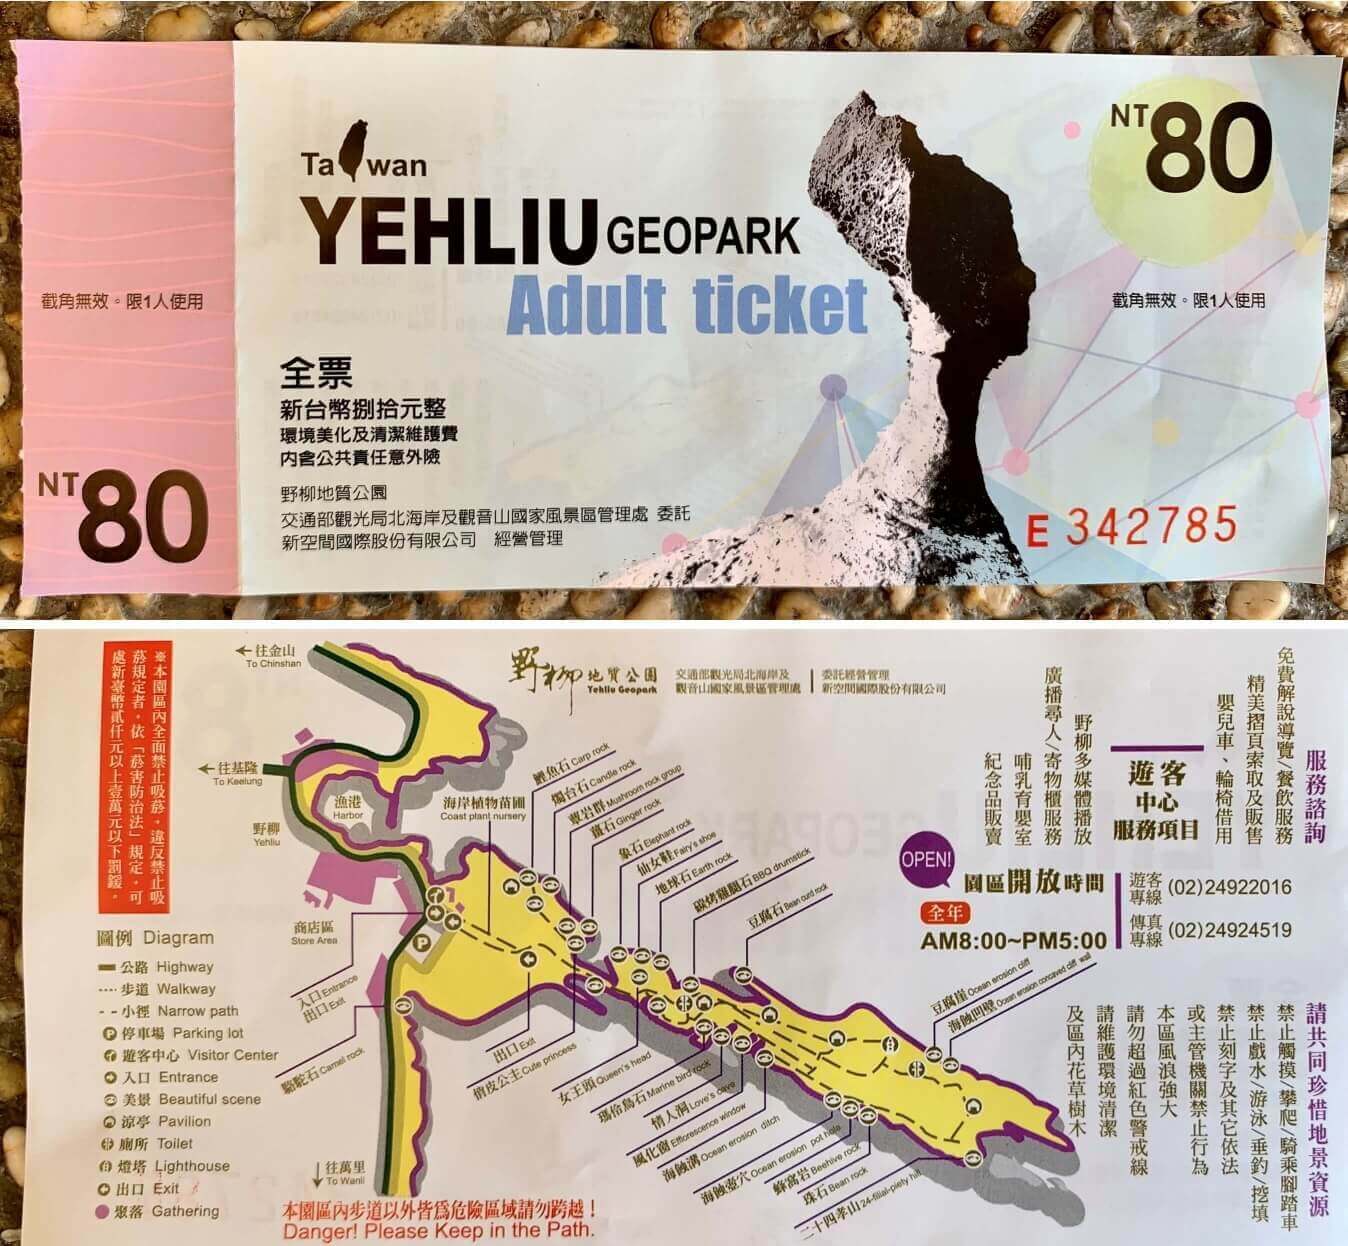 Taiwan
YEHLIU GEOPARK
Adult ticket
NT80
截角無效。限1人使用
截角無效。限1人使用
全票
新台幣捌拾元整
環境美化及清潔維護費
內含公共責任意外險
NT80
野柳地質公園
交通部觀光局北海岸及觀音山國家風景區管理處 委託
新空間國際股份有限公司 經營管理
E 342785
※本園區內全面禁止吸菸,違反禁止吸
菸規定者,依「菸害防制法」規定,可
處新臺幣貳仟元以上壹萬元以下罰鍰。
往金山
To Chinshan
往基隆
To Keelung
野柳
Yehliu
漁港
Harbor
商店區
Store Area
野柳地質公園
Yehliu Geopark
交通部觀光局北海岸及
觀音山國家風景區管理處
委託經營管理
新空間國際股份有限公司
海岸植物苗圃
Coast plant nursery
鯉魚石 Carp rock
燭台石 Candle rock
蕈岩群 Mushroom rock group
薑石 Ginger rock
象石 Elephant rock
仙女鞋 Fairy's shoe
地球石 Earth rock
碳烤雞腿石 BBQ drumstick
豆腐石 Bean curd rock
豆腐崖 Ocean erosion cliff
海蝕凹壁 Ocean erosion concaved cliff wall
入口 Entrance
出口 Exit
駱駝石 Camel rock
出口 Exit
俏皮公主 Cute princess
女王頭 Queen's head
瑪伶鳥石 Marine bird rock
情人洞 Love's cave
風化窗 Efflorescence window
海蝕溝 Ocean erosion ditch
海蝕壺穴 Ocean erosion pot hole
蜂窩岩 Beehive rock
珠石 Bean rock
二十四孝山 24-filial-piety hill
往萬里
To Wanli
圖例 Diagram
公路 Highway
步道 Walkway
小徑 Narrow path
停車場 Parking lot
遊客中心 Visitor Center
入口 Entrance
美景 Beautiful scene
涼亭 Pavilion
廁所 Toilet
燈塔 Lighthouse
出口 Exit
聚落 Gathering
本園區內步道以外皆為危險區域請勿跨越!
Danger! Please Keep in the Path.
服務諮詢
免費解說導覽/餐飲服務
精美摺頁索取及販售
嬰兒車、輪椅借用
遊客
中心
服務項目
野柳多媒體播放
廣播尋人/寄物櫃服務
哺乳育嬰室
紀念品販賣
OPEN!
園區開放時間
全年
AM8:00~PM5:00
遊客
專線 (02)24922016
傳真
專線 (02)24924519
請共同珍惜地景資源
禁止觸摸/攀爬/騎乘腳踏車
禁止戲水/游泳/垂釣/挖填
禁止刻字及其它依法
或主管機關禁止行為
本區風浪強大
請勿超過紅色警戒線
請維護環境清潔
及區內花草樹木